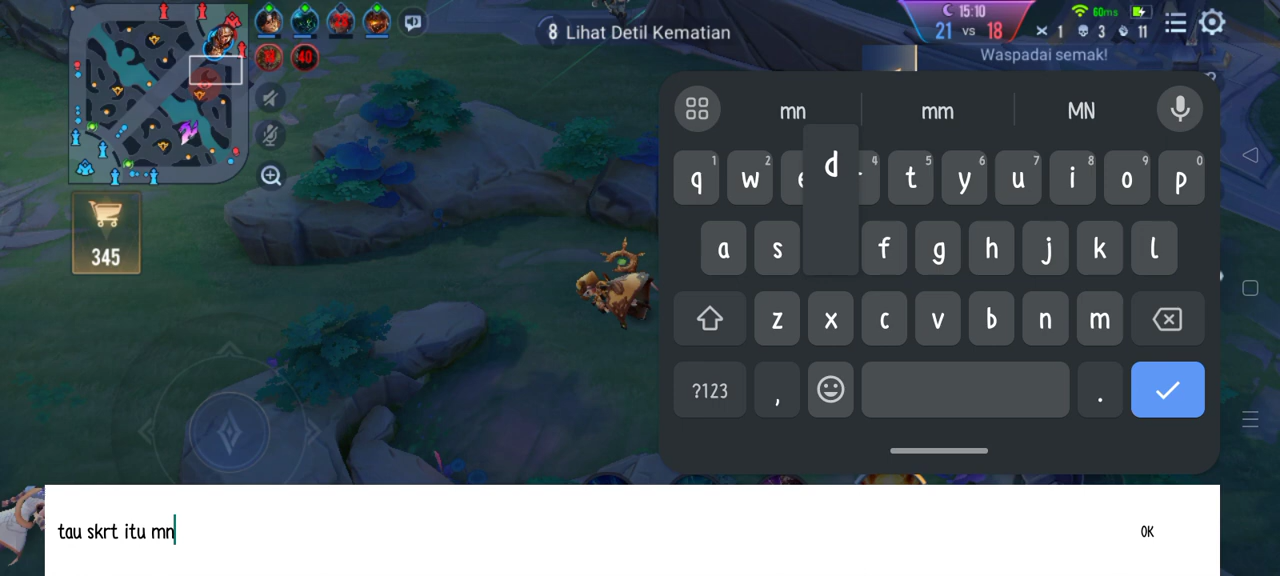 15:10
60ms
21 VS 18
1 3 11
8 Lihat Detil Kematian
Waspadai semak!
40
345
mn mm MN
q 1 w 2 e 4 t 5 y 6 u 7 i 8 o 9 p 0
d
a s f g h j k l
z x c v b n m
?123 , .
tau skrt itu mn
OK